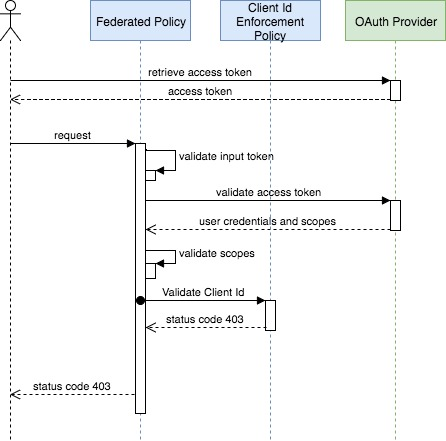 Federated Policy
Client Id
Enforcement
Policy
OAuth Provider
retrieve access token
access token
request
validate input token
validate access token
user credentials and scopes
validate scopes
Validate Client Id
status code 403
status code 403